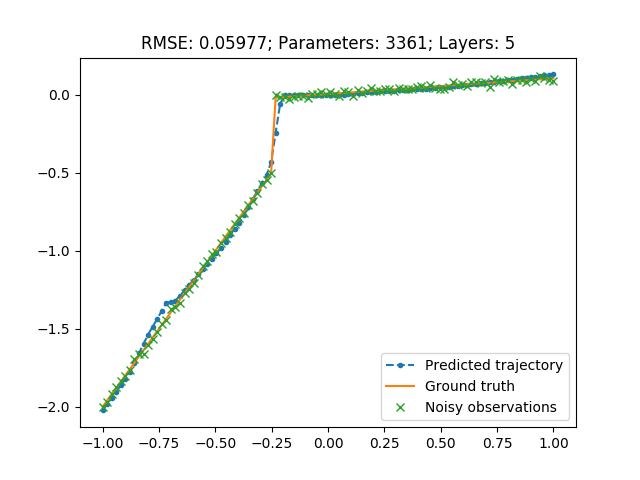 RMSE: 0.05977; Parameters: 3361; Layers: 5
0.0
−0.5
−1.0
−1.5
−2.0
Predicted trajectory
Ground truth
Noisy observations
−1.00 −0.75 −0.50 −0.25 0.00 0.25 0.50 0.75 1.00